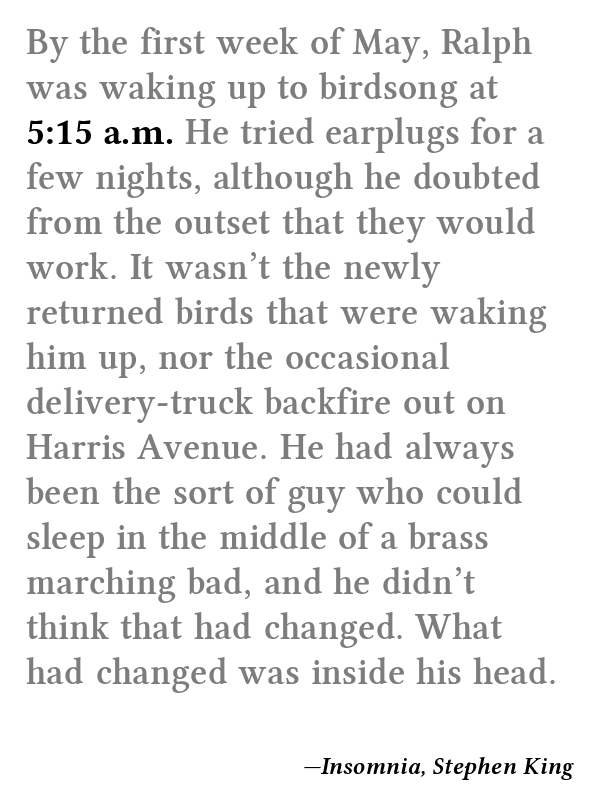 By the first week of May, Ralph
was waking up to birdsong at
5:15 a.m. He tried earplugs for a
few nights, although he doubted
from the outset that they would
work. It wasn’t the newly
returned birds that were waking
him up, nor the occasional
delivery-truck backfire out on
Harris Avenue. He had always
been the sort of guy who could
sleep in the middle of a brass
marching bad, and he didn’t
think that had changed. What
had changed was inside his head.
—Insomnia, Stephen King